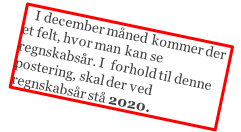 I december måned kommer der
et felt, hvor man kan se
regnskabsår. I forhold til denne
postering, skal der ved
regnskabsår stå 2020.